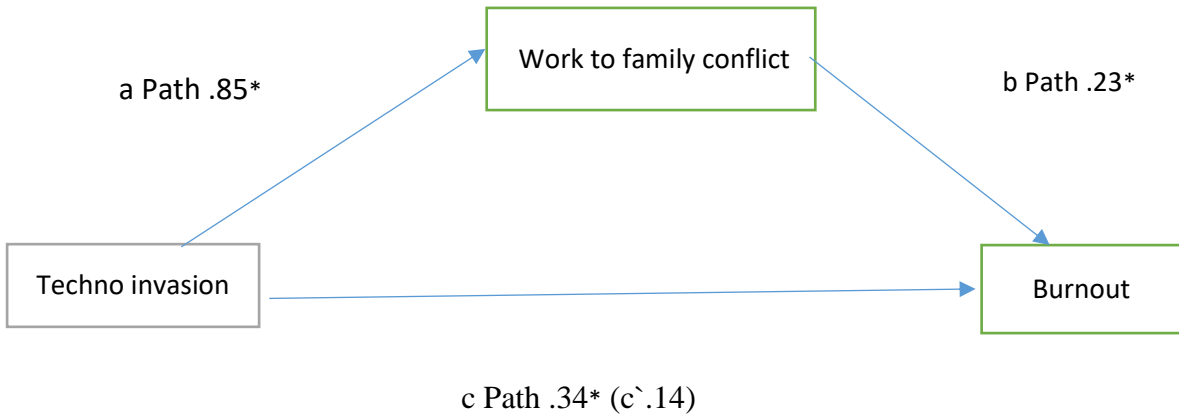 Work to family conflict
a Path .85*
b Path .23*
Techno invasion
Burnout
c Path .34* (c`.14)